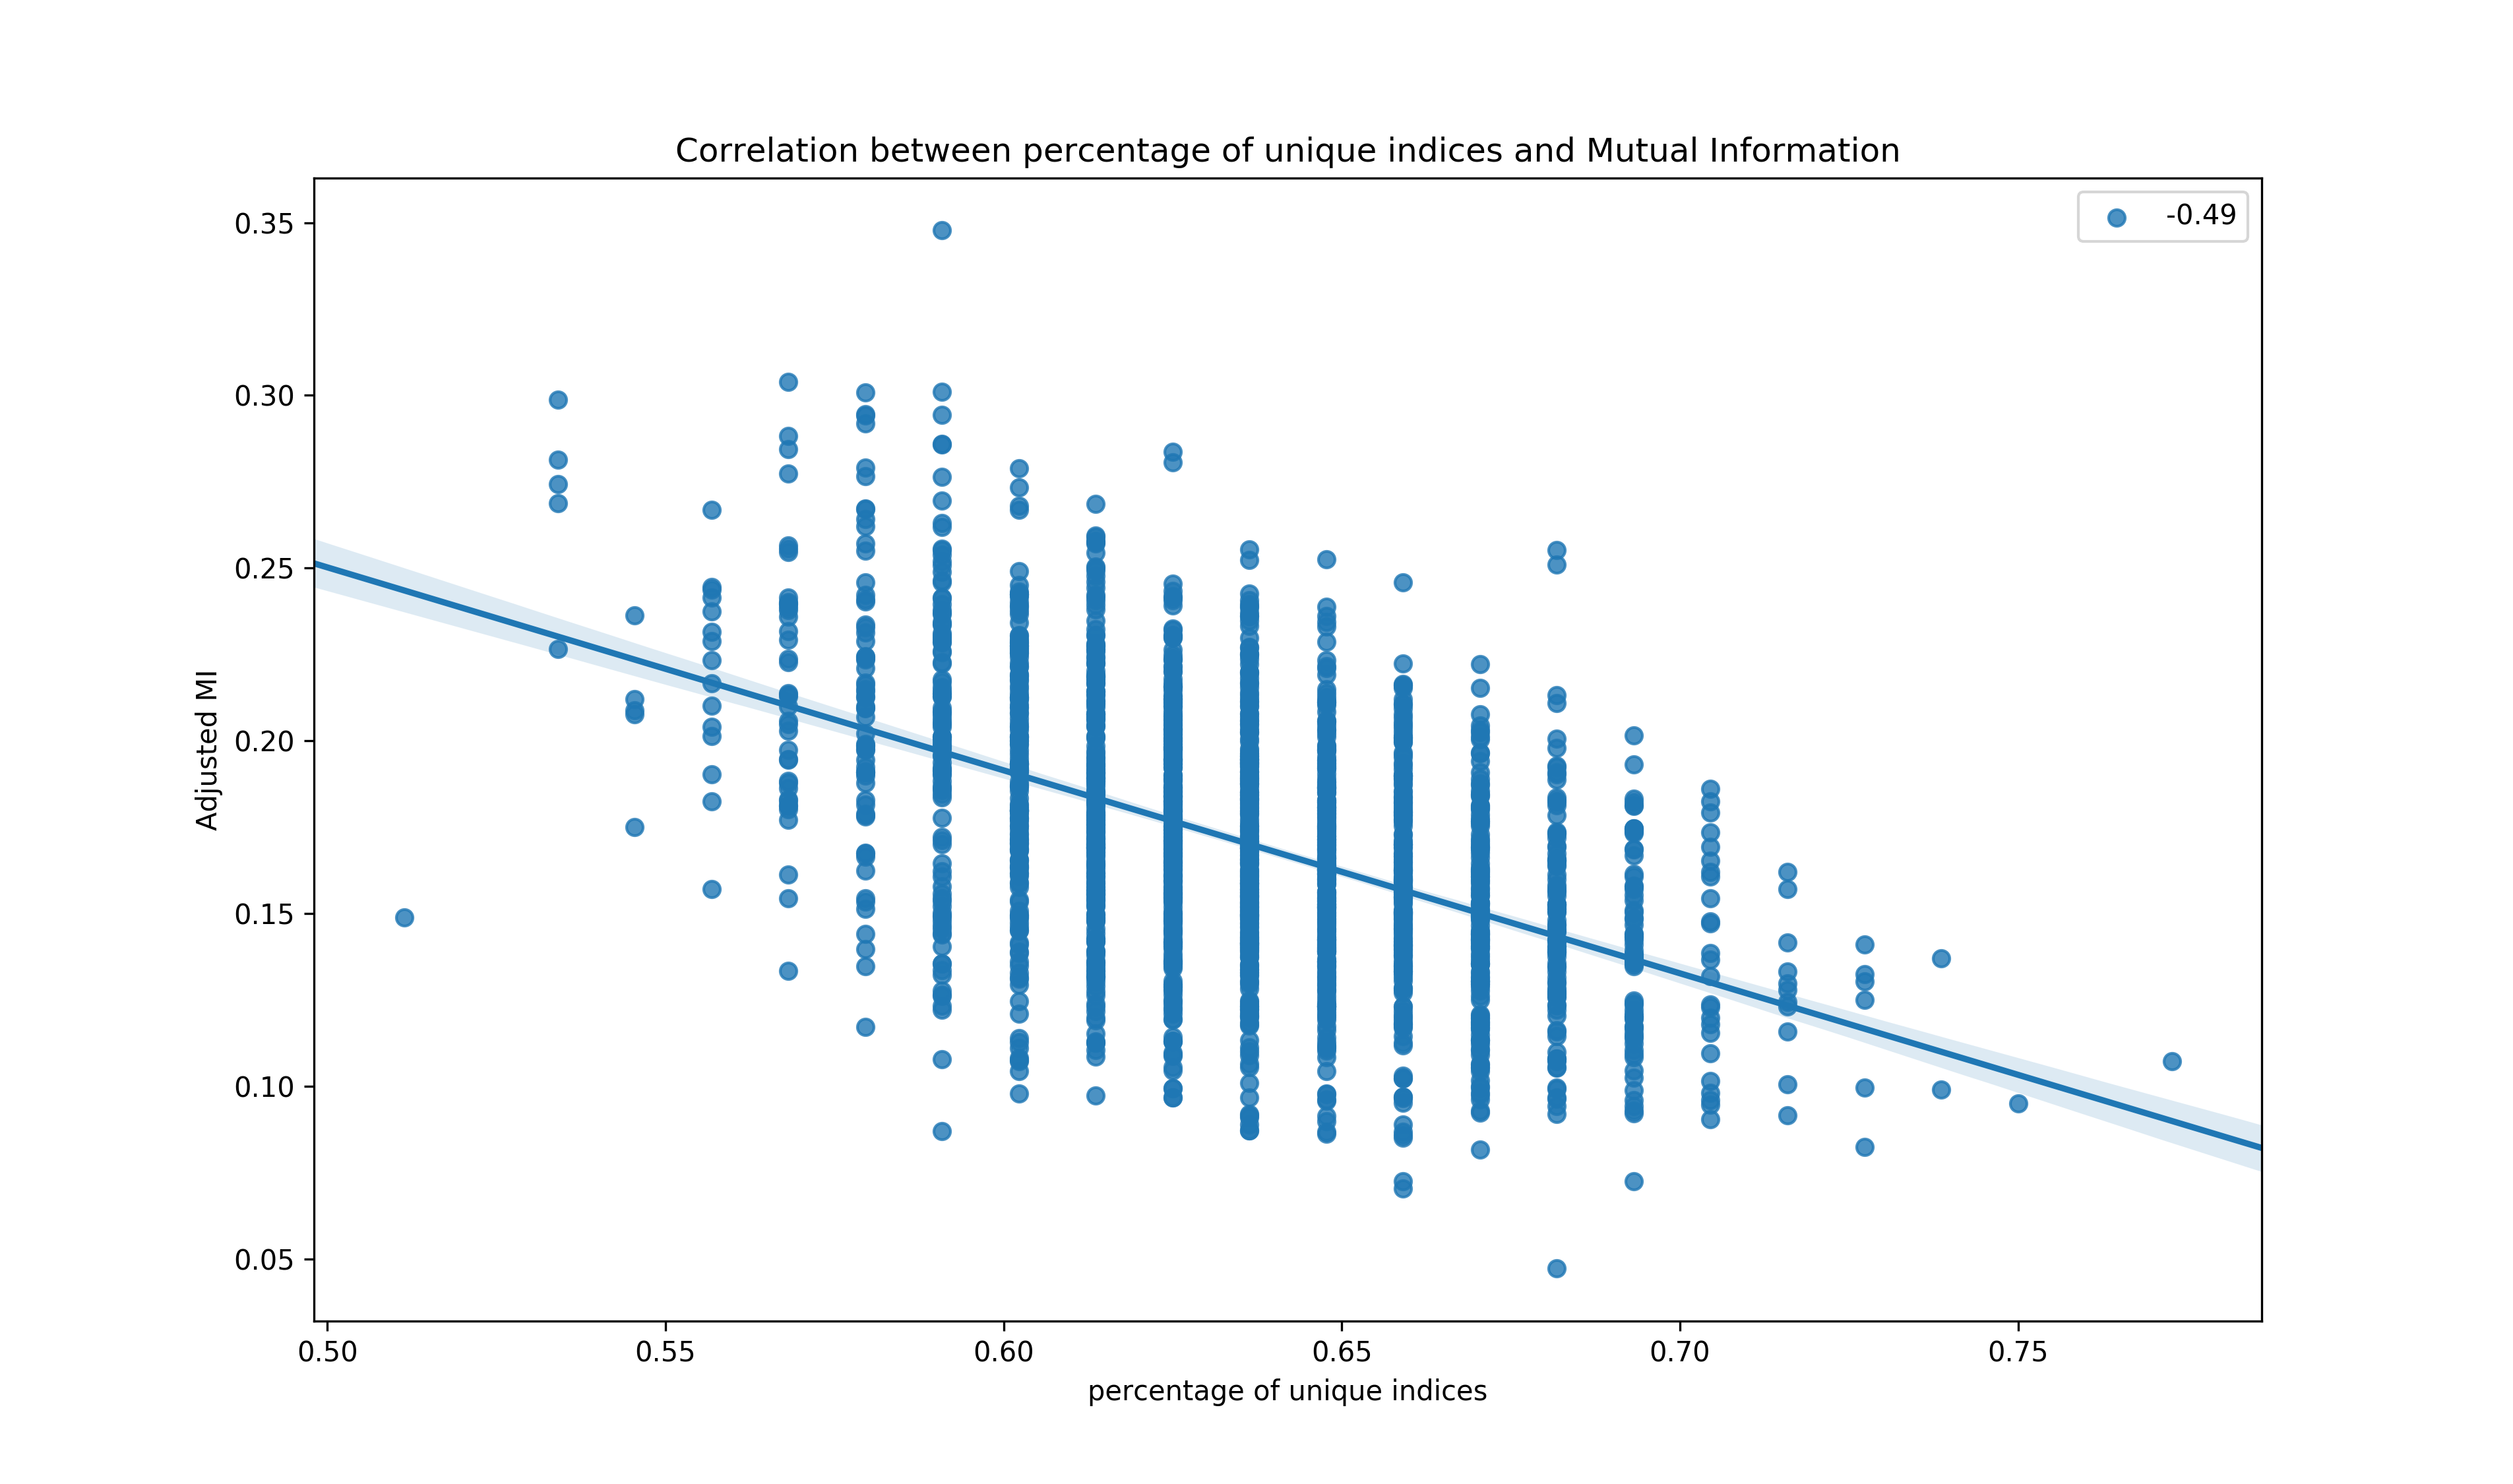 Correlation between percentage of unique indices and Mutual Information
-0.49
0.35
0.30
0.25
0.20
0.15
0.10
0.05
Adjusted MI
0.50 0.55 0.60 0.65 0.70 0.75
percentage of unique indices